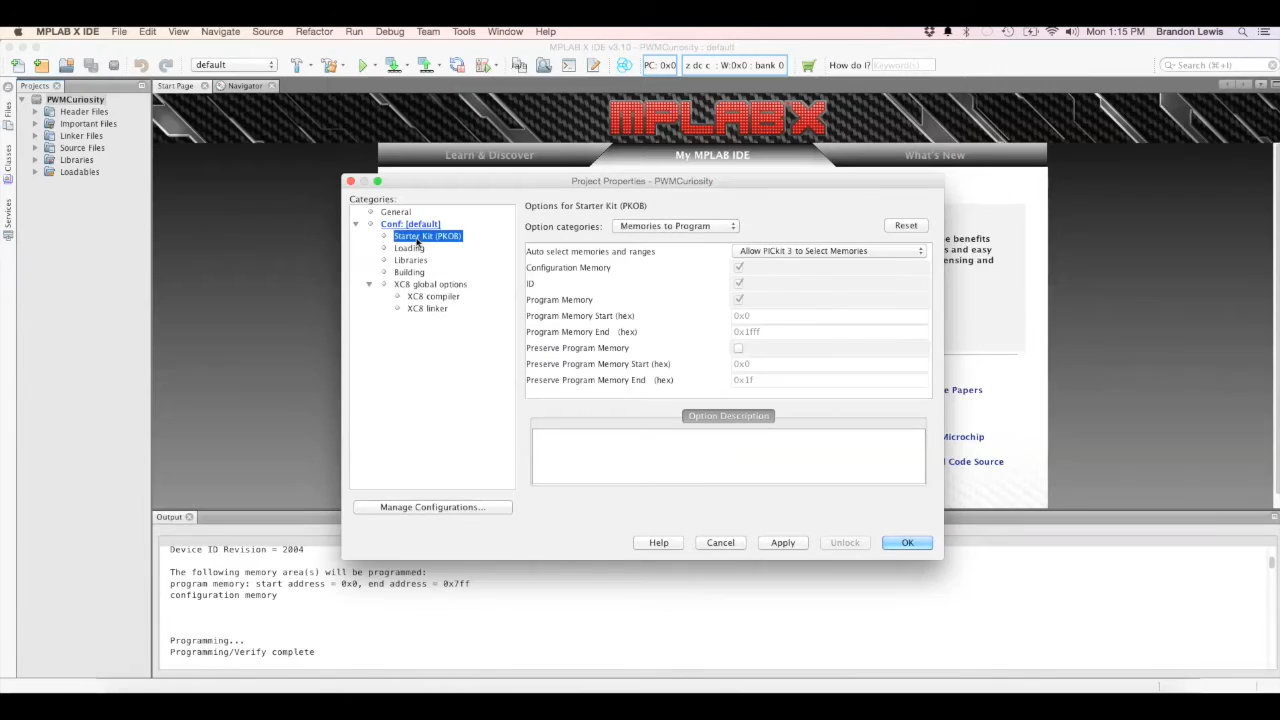 MPLAB X IDE File Edit View Navigate Source Refactor Run Debug Team Tools Window Help Mon 1:15 PM Brandon Lewis
MPLAB X IDE v3.10 - PWMCuriosity : default
default PC: 0x0 z dc c : W:0x0 : bank 0 How do I? Keyword(s) Search (⌘+I)
Projects Start Page Navigator
Files
Classes
Services
PWMCuriosity
Header Files
Important Files
Linker Files
Source Files
Libraries
Loadables
MPLAB X
Learn & Discover My MPLAB IDE What's New
Project Properties - PWMCuriosity
Categories:
General
Conf: [default]
Starter Kit (PKOB)
Loading
Libraries
Building
XC8 global options
XC8 compiler
XC8 linker
Manage Configurations...
Options for Starter Kit (PKOB)
Option categories: Memories to Program Reset
Auto select memories and ranges Allow PICkit 3 to Select Memories
Configuration Memory
ID
Program Memory
Program Memory Start (hex) 0x0
Program Memory End (hex) 0x1fff
Preserve Program Memory
Preserve Program Memory Start (hex) 0x0
Preserve Program Memory End (hex) 0x1f
Option Description
Help Cancel Apply Unlock OK
e benefits
s and easy
ensing and
e Papers
Microchip
l Code Source
Output
Device ID Revision = 2004
The following memory area(s) will be programmed:
program memory: start address = 0x0, end address = 0x7ff
configuration memory
Programming...
Programming/Verify complete